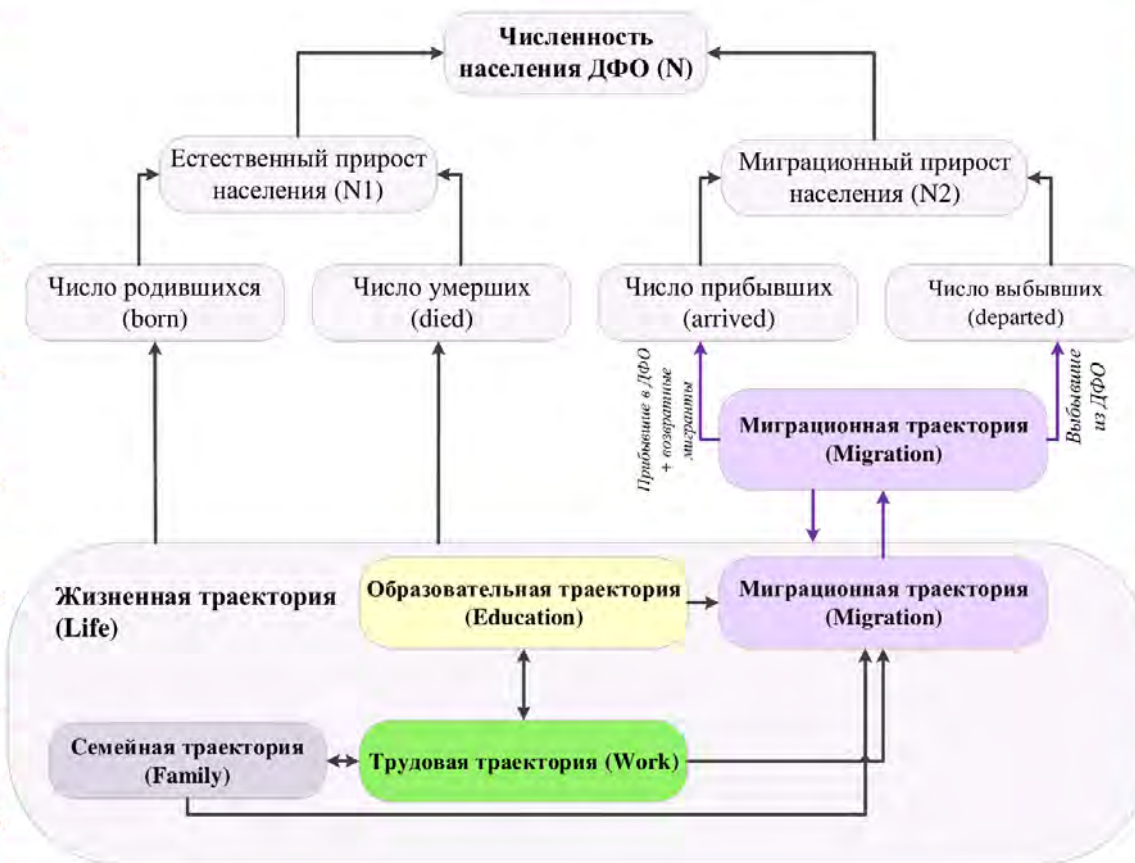 Численность
населения ДФО (N)
Естественный прирост
населения (N1)
Миграционный прирост
населения (N2)
Число родившихся
(born)
Число умерших
(died)
Число прибывших
(arrived)
Число выбывших
(departed)
Прибывшие в ДФО
+ возвратные
мигранты
Миграционная траектория
(Migration)
Выбывшие
из ДФО
Жизненная траектория
(Life)
Образовательная траектория
(Education)
Миграционная траектория
(Migration)
Семейная траектория
(Family)
Трудовая траектория (Work)